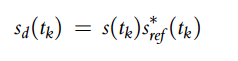 s_d(t_k) = s(t_k)s^*_{ref}(t_k)